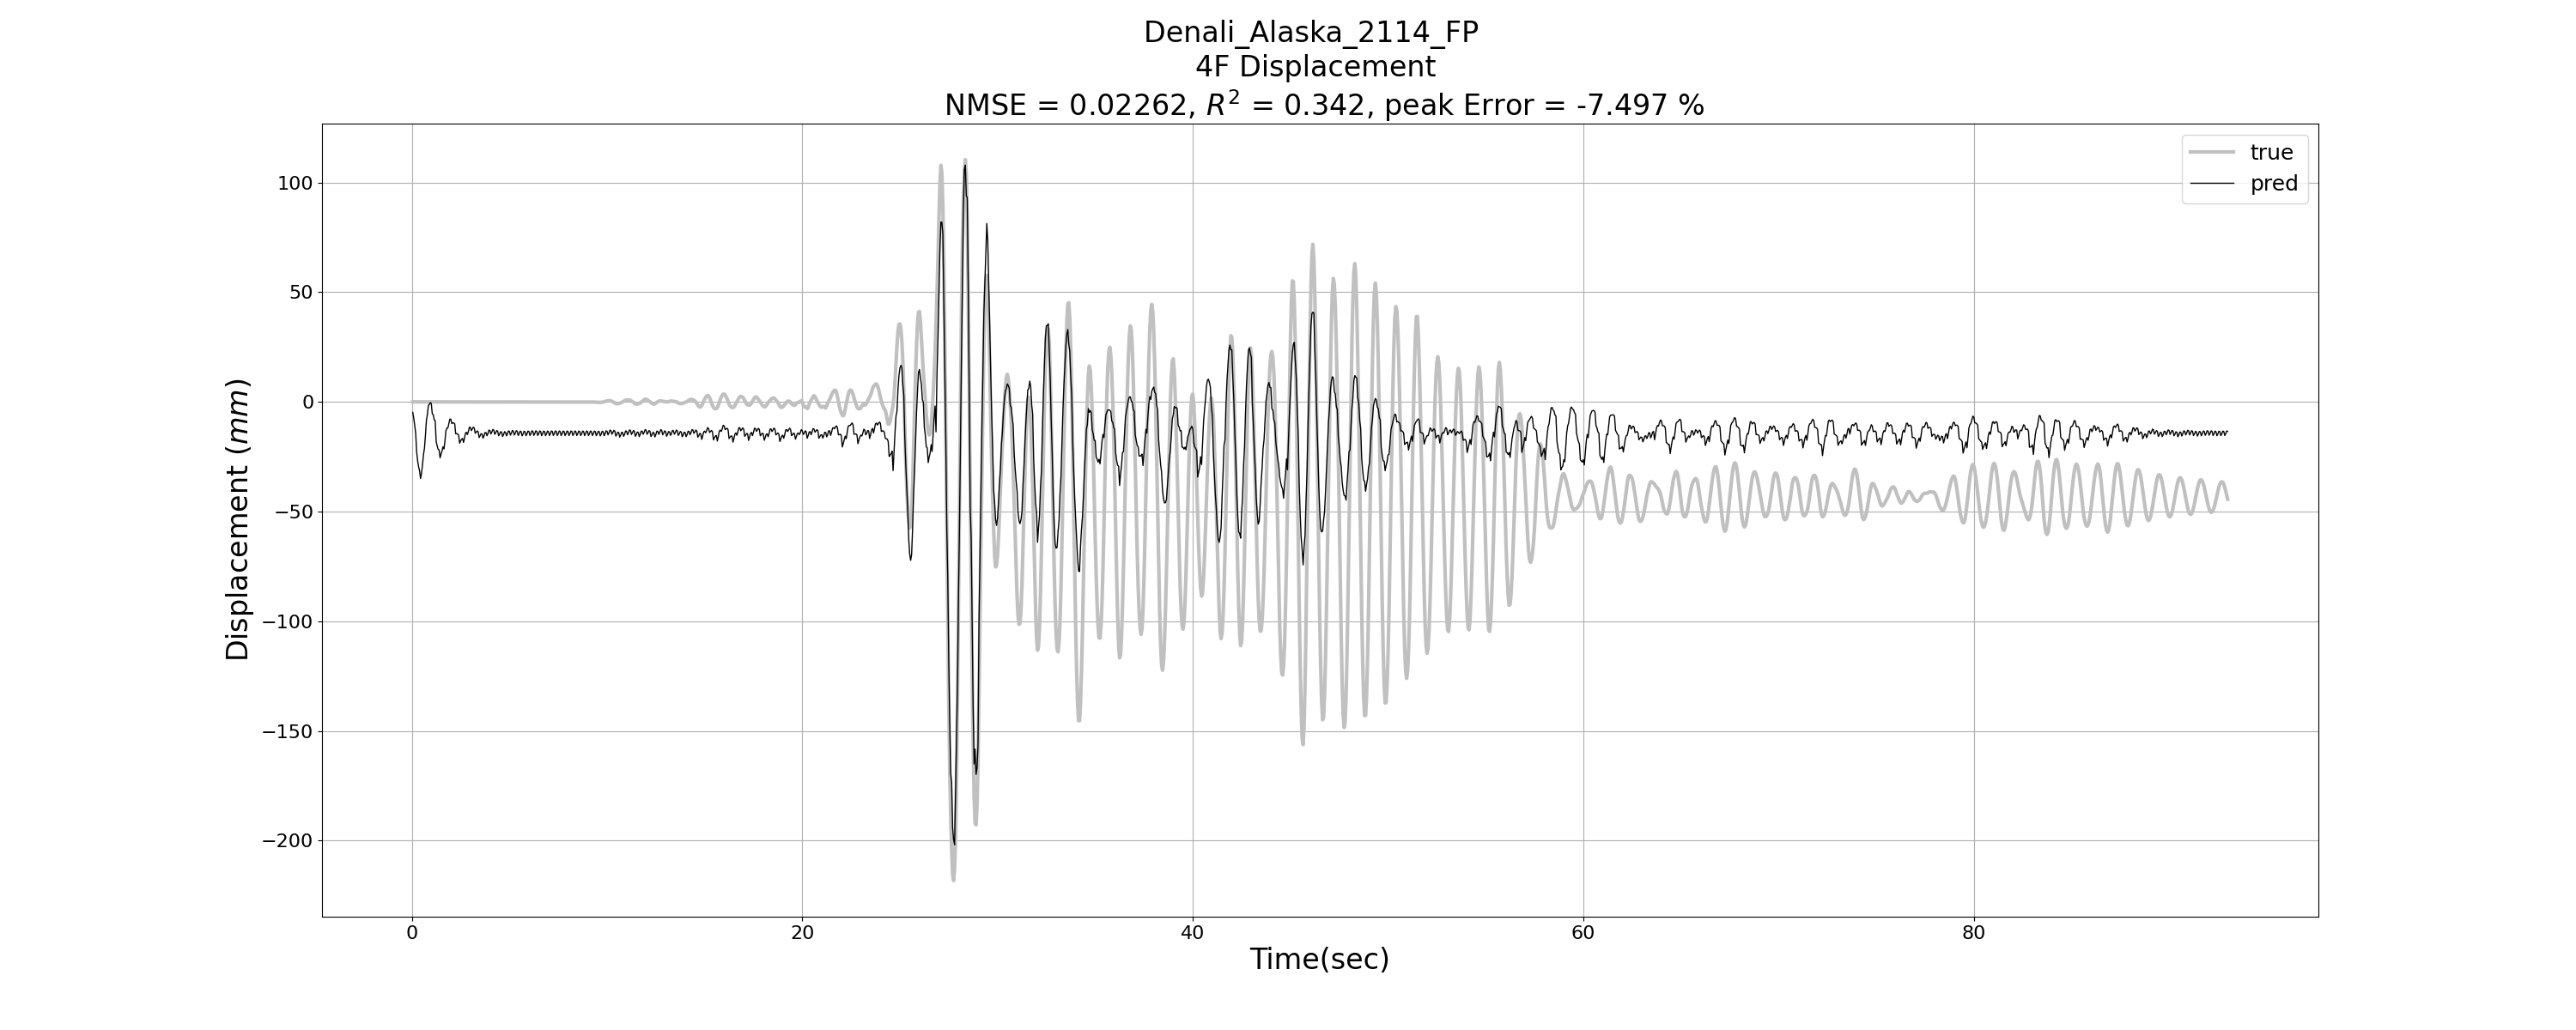 Denali_Alaska_2114_FP
4F Displacement
NMSE = 0.02262, R² = 0.342, peak Error = -7.497 %
true
pred
100
50
0
−50
−100
−150
−200
Displacement (mm)
0 20 40 60 80
Time(sec)